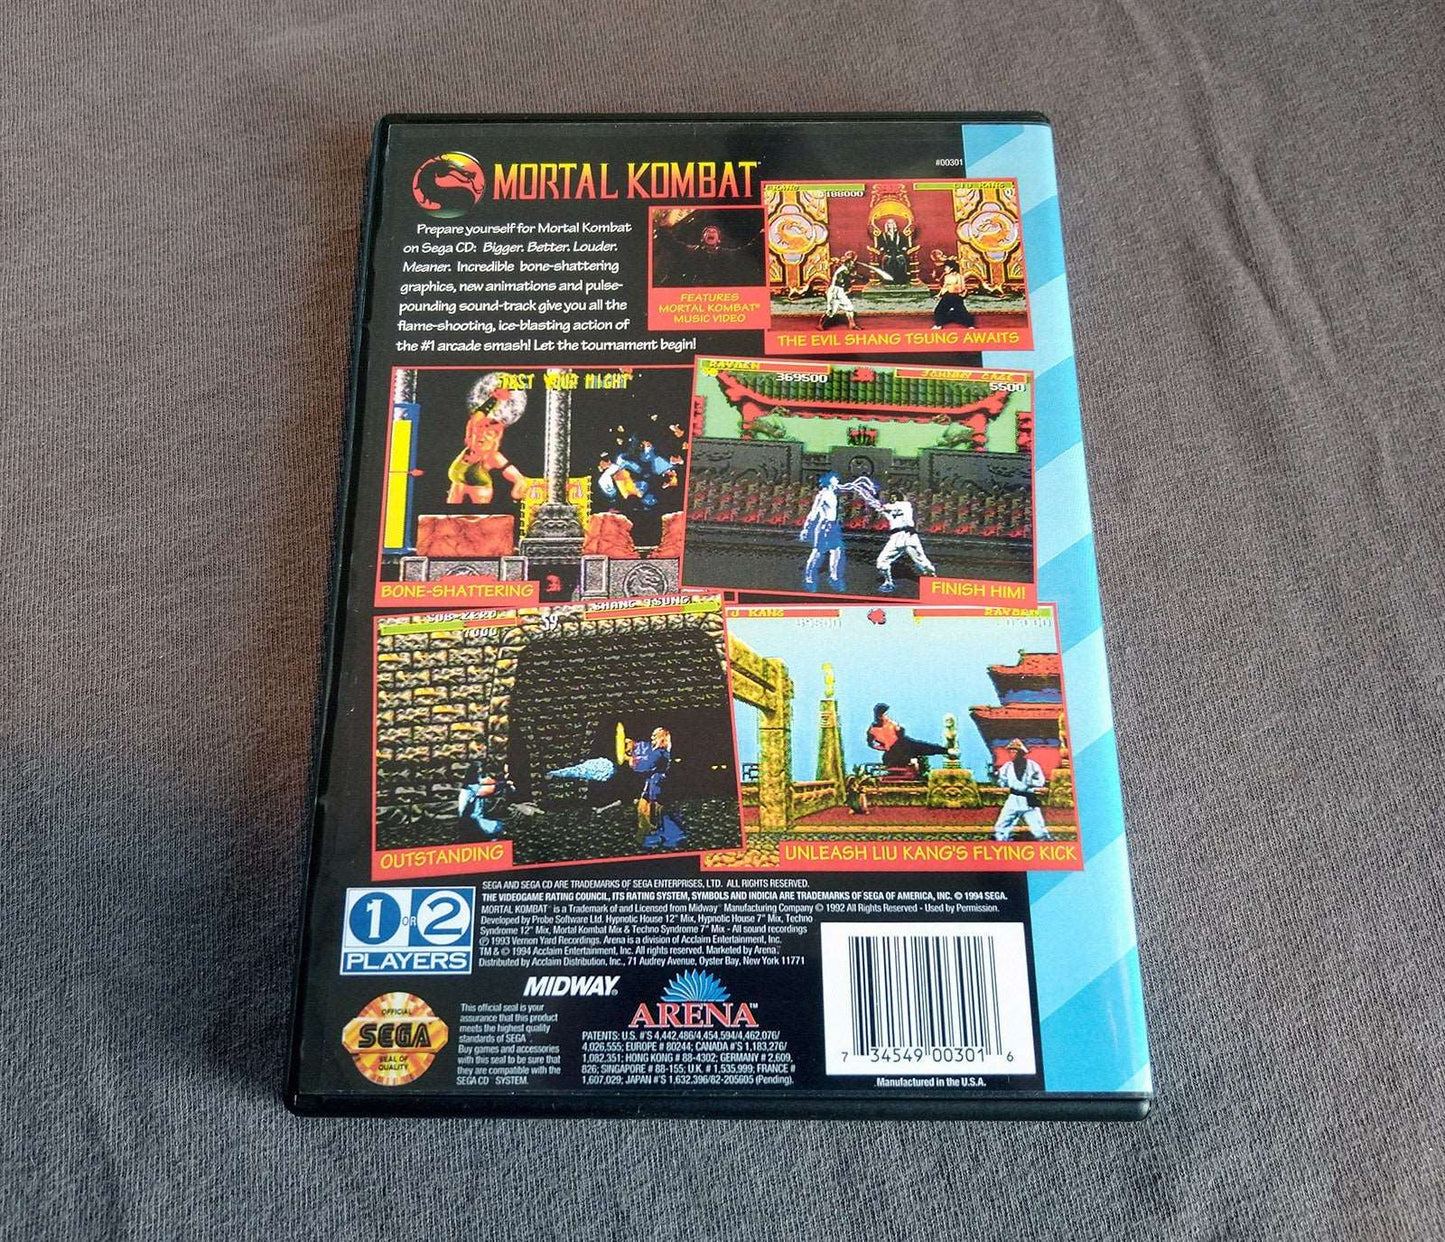 #00301
MORTAL KOMBAT™
Prepare yourself for Mortal Kombat
on Sega CD: Bigger. Better. Louder.
Meaner. Incredible bone-shattering
graphics, new animations and pulse-
pounding sound-track give you all the
flame-shooting, ice-blasting action of
the #1 arcade smash! Let the tournament begin!
FEATURES
MORTAL KOMBAT®
MUSIC VIDEO
188000
THE EVIL SHANG TSUNG AWAITS
TEST YOUR MIGHT
BONE-SHATTERING
RAYDEN
369500
JOHNNY CAGE
5500
FINISH HIM!
SUB-ZERO
7000
59
SHANG TSUNG
OUTSTANDING
U KANG
RAYDEN
UNLEASH LIU KANG'S FLYING KICK
1 OR 2
PLAYERS
SEGA AND SEGA CD ARE TRADEMARKS OF SEGA ENTERPRISES, LTD. ALL RIGHTS RESERVED.
THE VIDEOGAME RATING COUNCIL, ITS RATING SYSTEM, SYMBOLS AND INDICIA ARE TRADEMARKS OF SEGA OF AMERICA, INC. © 1994 SEGA.
MORTAL KOMBAT® is a Trademark of and Licensed from Midway® Manufacturing Company © 1992 All Rights Reserved - Used by Permission.
Developed by Probe Software Ltd. Hypnotic House 12" Mix, Hypnotic House 7" Mix, Techno
Syndrome 12" Mix, Mortal Kombat Mix & Techno Syndrome 7" Mix - All sound recordings
℗ 1993 Vernon Yard Recordings. Arena is a division of Acclaim Entertainment, Inc.
TM & © 1994 Acclaim Entertainment, Inc. All rights reserved. Marketed by Arena.
Distributed by Acclaim Distribution, Inc., 71 Audrey Avenue, Oyster Bay, New York 11771
MIDWAY®
ARENA™
OFFICIAL
SEGA
SEAL OF
QUALITY
This official seal is your
assurance that this product
meets the highest quality
standards of SEGA™.
Buy games and accessories
with this seal to be sure that
they are compatible with the
SEGA CD™ SYSTEM.
PATENTS: U.S. #'S 4,442,486/4,454,594/4,462,076/
4,026,555; EUROPE # 80244; CANADA #'S 1,183,276/
1,082,351; HONG KONG # 88-4302; GERMANY # 2,609,
826; SINGAPORE # 88-155; U.K. # 1,535,999; FRANCE #
1,607,029; JAPAN #'S 1,632,396/82-205605 (Pending).
7 34549 00301 6
Manufactured in the U.S.A.